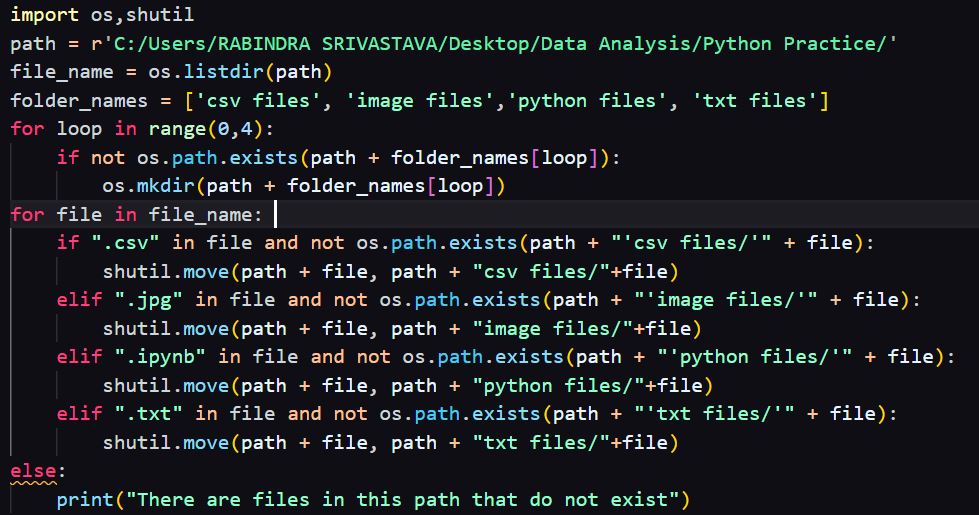 import os,shutil
path = r'C:/Users/RABINDRA SRIVASTAVA/Desktop/Data Analysis/Python Practice/'
file_name = os.listdir(path)
folder_names = ['csv files', 'image files','python files', 'txt files']
for loop in range(0,4):
    if not os.path.exists(path + folder_names[loop]):
        os.mkdir(path + folder_names[loop])
for file in file_name:
    if ".csv" in file and not os.path.exists(path + "'csv files/'" + file):
        shutil.move(path + file, path + "csv files/"+file)
    elif ".jpg" in file and not os.path.exists(path + "'image files/'" + file):
        shutil.move(path + file, path + "image files/"+file)
    elif ".ipynb" in file and not os.path.exists(path + "'python files/'" + file):
        shutil.move(path + file, path + "python files/"+file)
    elif ".txt" in file and not os.path.exists(path + "'txt files/'" + file):
        shutil.move(path + file, path + "txt files/"+file)
else:
    print("There are files in this path that do not exist")